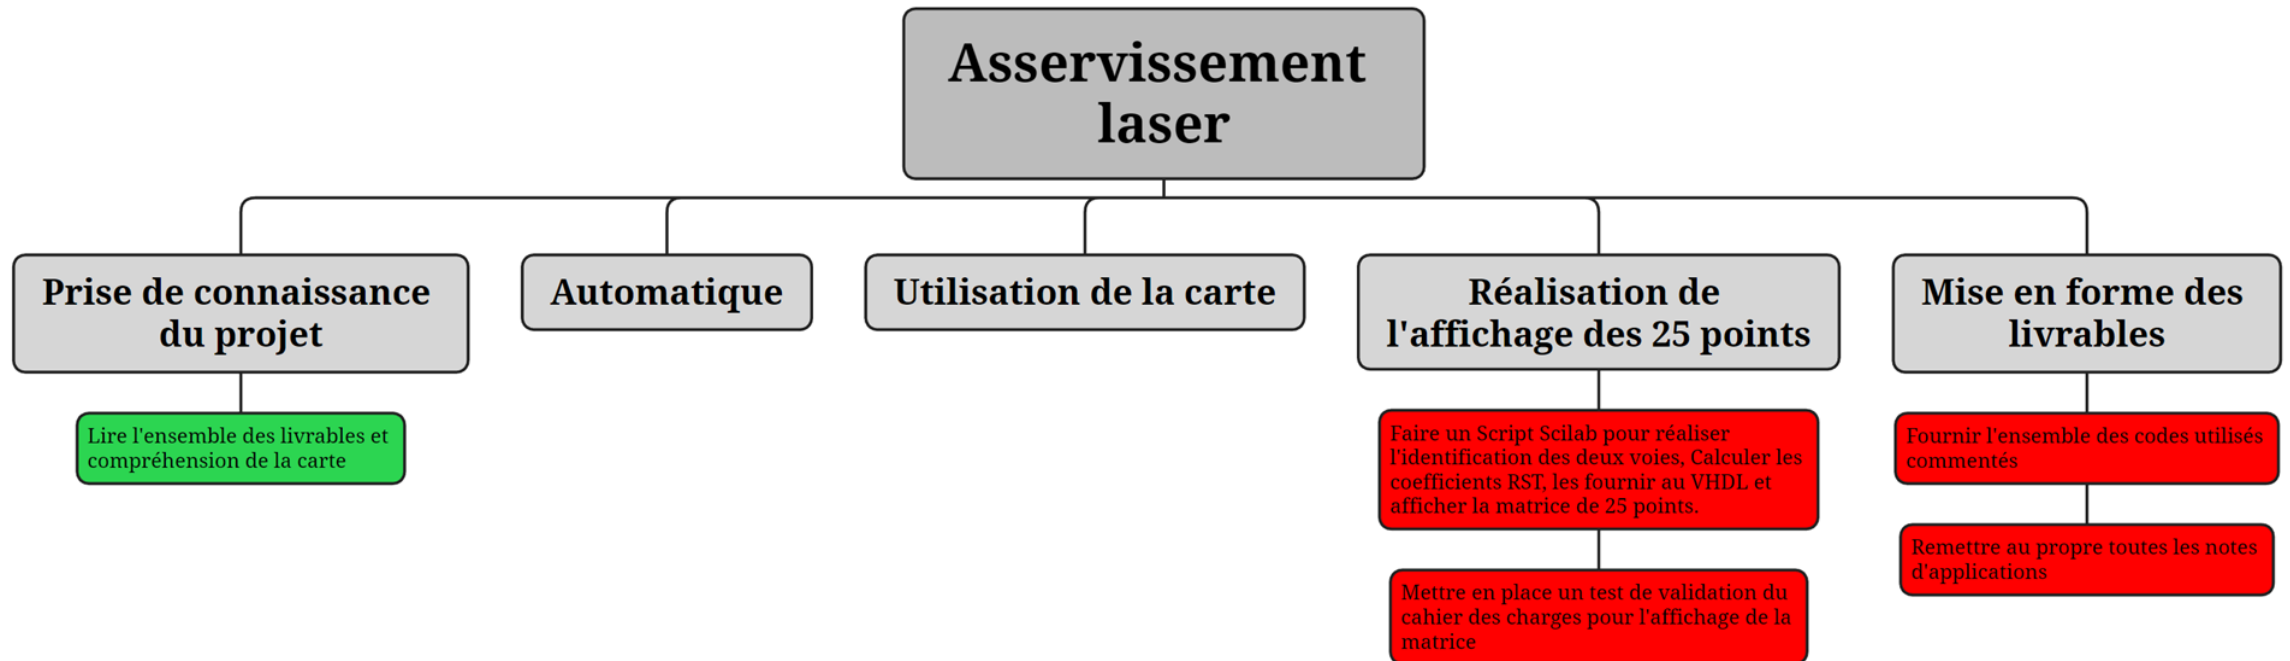 Asservissement
laser
Prise de connaissance
du projet
Automatique
Utilisation de la carte
Réalisation de
l'affichage des 25 points
Mise en forme des
livrables
Lire l'ensemble des livrables et
compréhension de la carte
Faire un Script Scilab pour réaliser
l'identification des deux voies, Calculer les
coefficients RST, les fournir au VHDL et
afficher la matrice de 25 points.
Mettre en place un test de validation du
cahier des charges pour l'affichage de la
matrice
Fournir l'ensemble des codes utilisés
commentés
Remettre au propre toutes les notes
d'applications